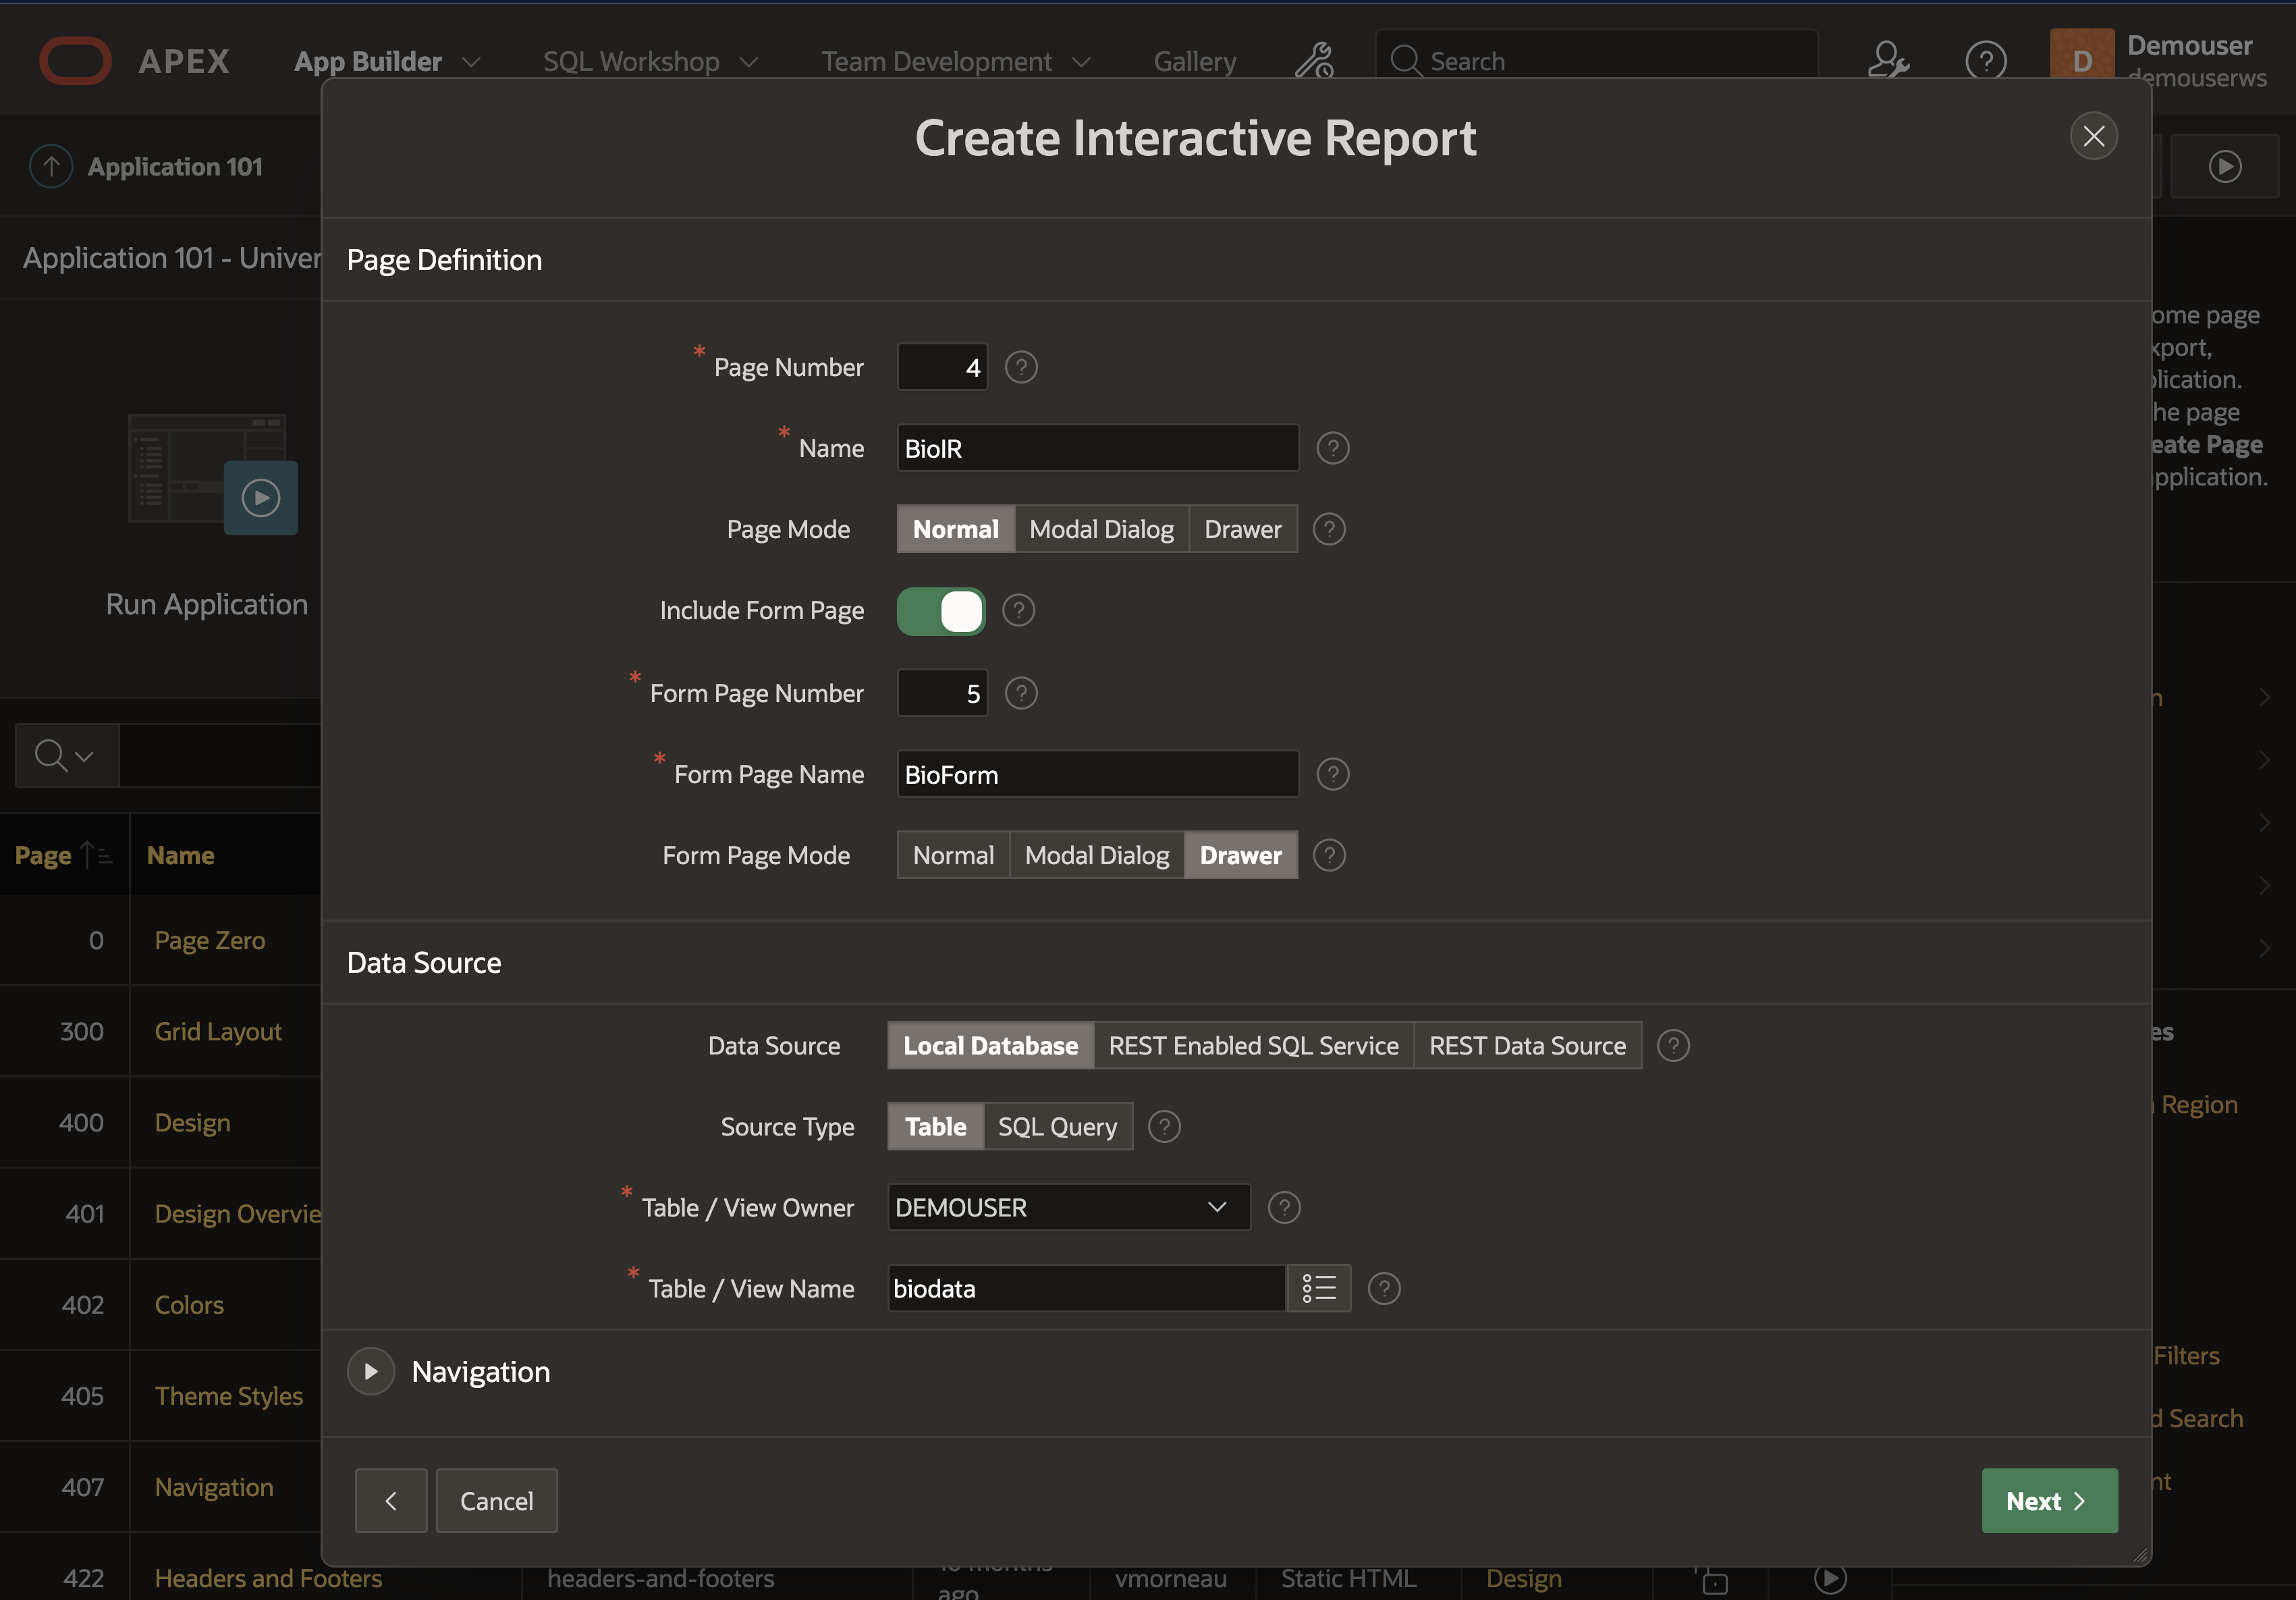 APEX App Builder SQL Workshop Team Development Gallery Search Demouser
demouserws
D
Create Interactive Report
Application 101
Application 101 - Univer
Page Definition
ome page
xport,
plication.
he page
eate Page
pplication.
Page Number 4
Name BioIR
Page Mode Normal Modal Dialog Drawer
Run Application
Include Form Page
Form Page Number 5
Form Page Name BioForm
Form Page Mode Normal Modal Dialog Drawer
Page Name
0 Page Zero
300 Grid Layout
400 Design
401 Design Overvie
402 Colors
405 Theme Styles
407 Navigation
422 Headers and Footers headers-and-footers ago vmorneau Static HTML Design
Data Source
Data Source Local Database REST Enabled SQL Service REST Data Source
Source Type Table SQL Query
Table / View Owner DEMOUSER
Table / View Name biodata
Navigation
Cancel Next
n
es
Region
Filters
d Search
nt